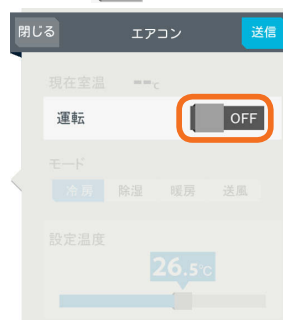 閉じる エアコン 送信
現在室温 --℃
運転 OFF
モード
冷房 除湿 暖房 送風
設定温度
26.5℃